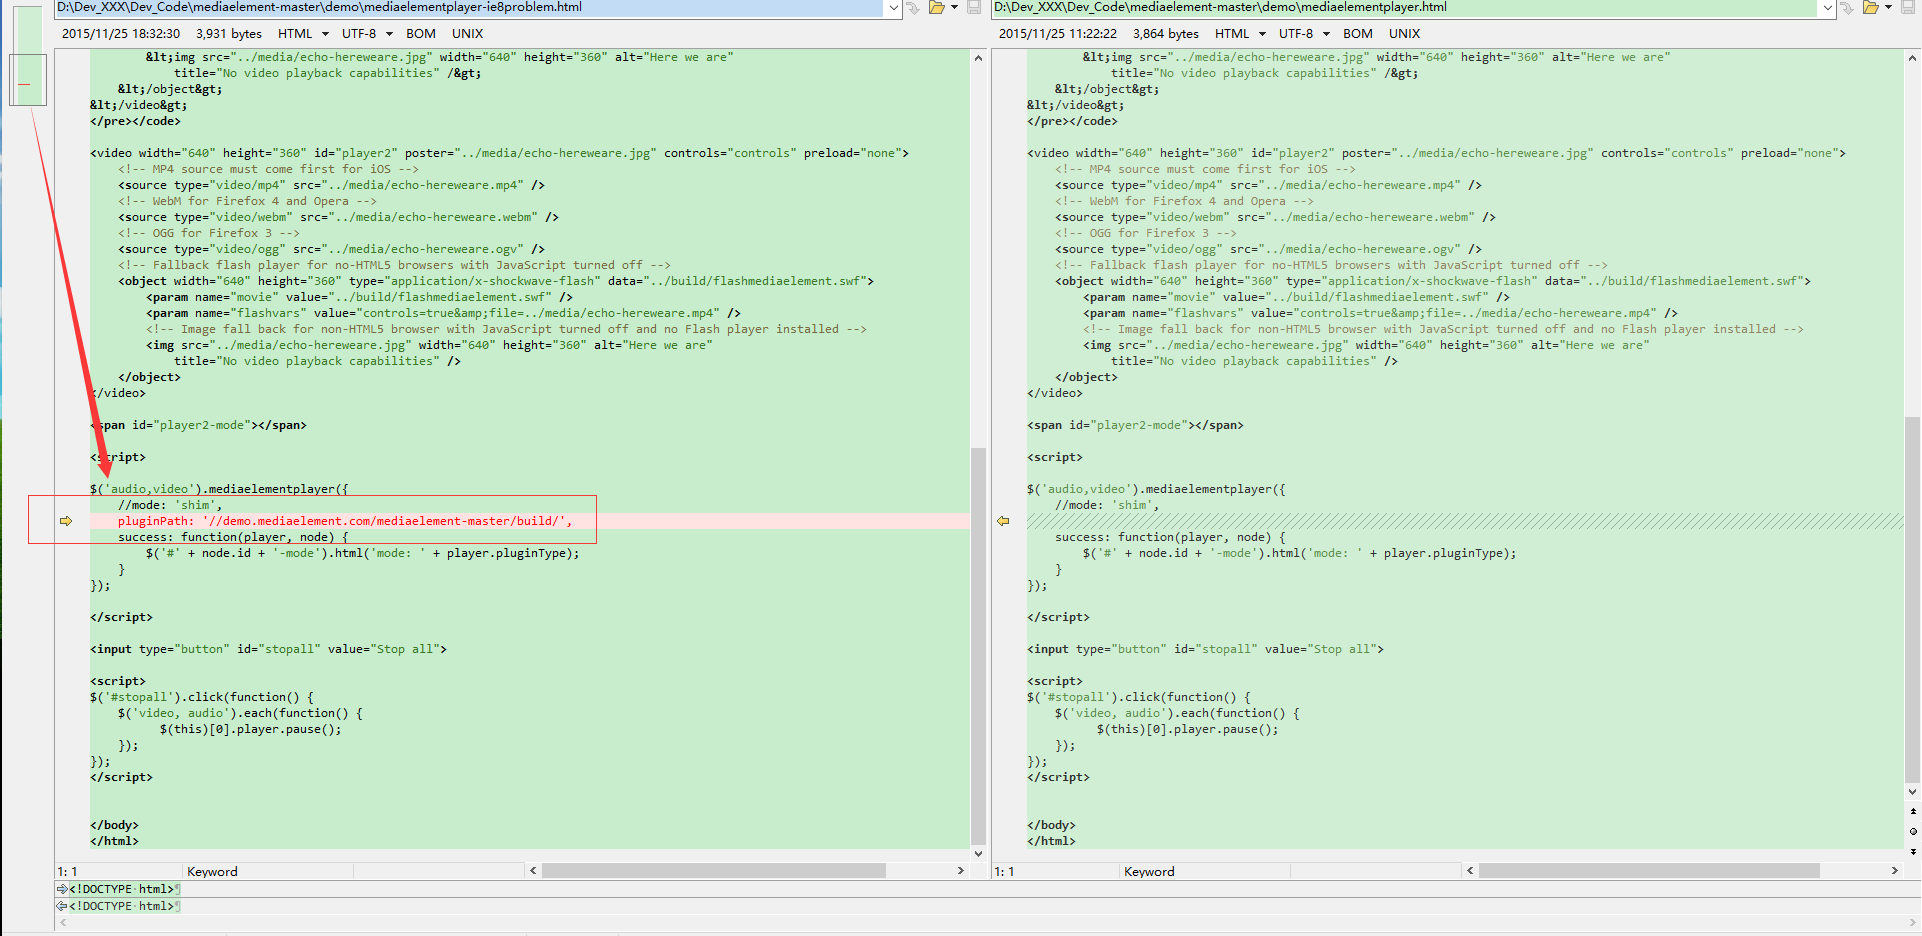 D:\Dev_XXX\Dev_Code\mediaelement-master\demo\mediaelementplayer-ie8problem.html
2015/11/25 18:32:30 3,931 bytes HTML UTF-8 BOM UNIX
&lt;img src="../media/echo-hereweare.jpg" width="640" height="360" alt="Here we are"
title="No video playback capabilities" /&gt;
&lt;/object&gt;
&lt;/video&gt;
</pre></code>
<video width="640" height="360" id="player2" poster="../media/echo-hereweare.jpg" controls="controls" preload="none">
<!-- MP4 source must come first for iOS -->
<source type="video/mp4" src="../media/echo-hereweare.mp4" />
<!-- WebM for Firefox 4 and Opera -->
<source type="video/webm" src="../media/echo-hereweare.webm" />
<!-- OGG for Firefox 3 -->
<source type="video/ogg" src="../media/echo-hereweare.ogv" />
<!-- Fallback flash player for no-HTML5 browsers with JavaScript turned off -->
<object width="640" height="360" type="application/x-shockwave-flash" data="../build/flashmediaelement.swf">
<param name="movie" value="../build/flashmediaelement.swf" />
<param name="flashvars" value="controls=true&amp;file=../media/echo-hereweare.mp4" />
<!-- Image fall back for non-HTML5 browser with JavaScript turned off and no Flash player installed -->
<img src="../media/echo-hereweare.jpg" width="640" height="360" alt="Here we are"
title="No video playback capabilities" />
</object>
</video>
<span id="player2-mode"></span>
<script>
$('audio,video').mediaelementplayer({
//mode: 'shim',
pluginPath: '//demo.mediaelement.com/mediaelement-master/build/',
success: function(player, node) {
$('#' + node.id + '-mode').html('mode: ' + player.pluginType);
}
});
</script>
<input type="button" id="stopall" value="Stop all">
<script>
$('#stopall').click(function() {
$('video, audio').each(function() {
$(this)[0].player.pause();
});
});
</script>
</body>
</html>
1: 1 Keyword
D:\Dev_XXX\Dev_Code\mediaelement-master\demo\mediaelementplayer.html
2015/11/25 11:22:22 3,864 bytes HTML UTF-8 BOM UNIX
&lt;img src="../media/echo-hereweare.jpg" width="640" height="360" alt="Here we are"
title="No video playback capabilities" /&gt;
&lt;/object&gt;
&lt;/video&gt;
</pre></code>
<video width="640" height="360" id="player2" poster="../media/echo-hereweare.jpg" controls="controls" preload="none">
<!-- MP4 source must come first for iOS -->
<source type="video/mp4" src="../media/echo-hereweare.mp4" />
<!-- WebM for Firefox 4 and Opera -->
<source type="video/webm" src="../media/echo-hereweare.webm" />
<!-- OGG for Firefox 3 -->
<source type="video/ogg" src="../media/echo-hereweare.ogv" />
<!-- Fallback flash player for no-HTML5 browsers with JavaScript turned off -->
<object width="640" height="360" type="application/x-shockwave-flash" data="../build/flashmediaelement.swf">
<param name="movie" value="../build/flashmediaelement.swf" />
<param name="flashvars" value="controls=true&amp;file=../media/echo-hereweare.mp4" />
<!-- Image fall back for non-HTML5 browser with JavaScript turned off and no Flash player installed -->
<img src="../media/echo-hereweare.jpg" width="640" height="360" alt="Here we are"
title="No video playback capabilities" />
</object>
</video>
<span id="player2-mode"></span>
<script>
$('audio,video').mediaelementplayer({
//mode: 'shim',
success: function(player, node) {
$('#' + node.id + '-mode').html('mode: ' + player.pluginType);
}
});
</script>
<input type="button" id="stopall" value="Stop all">
<script>
$('#stopall').click(function() {
$('video, audio').each(function() {
$(this)[0].player.pause();
});
});
</script>
</body>
</html>
1: 1 Keyword
<!DOCTYPE·html>¶
<!DOCTYPE·html>¶